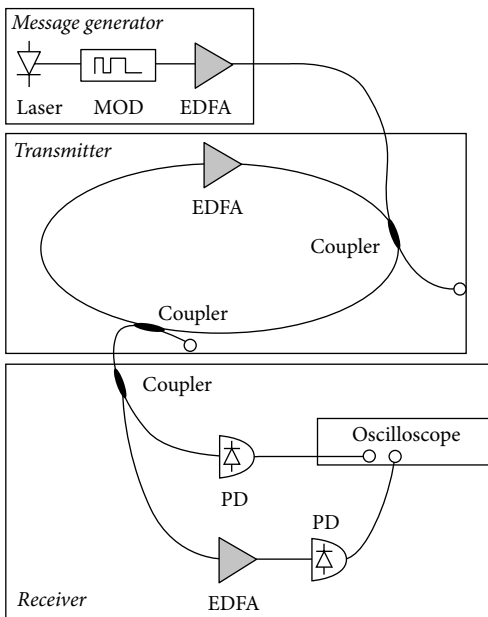 Message generator
Laser
MOD
EDFA
Transmitter
EDFA
Coupler
Coupler
Coupler
Oscilloscope
PD
PD
EDFA
Receiver